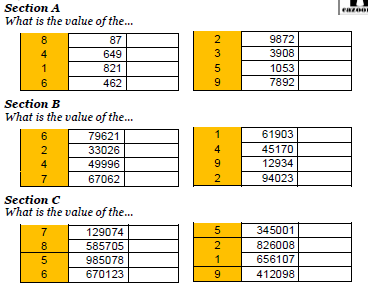 Section A
What is the value of the...
8 87 2 9872
4 649 3 3908
1 821 5 1053
6 462 9 7892
Section B
What is the value of the...
6 79621 1 61903
2 33026 4 45170
4 49996 9 12934
7 67062 2 94023
Section C
What is the value of the...
7 129074 5 345001
8 585705 2 826008
5 985078 1 656107
6 670123 9 412098